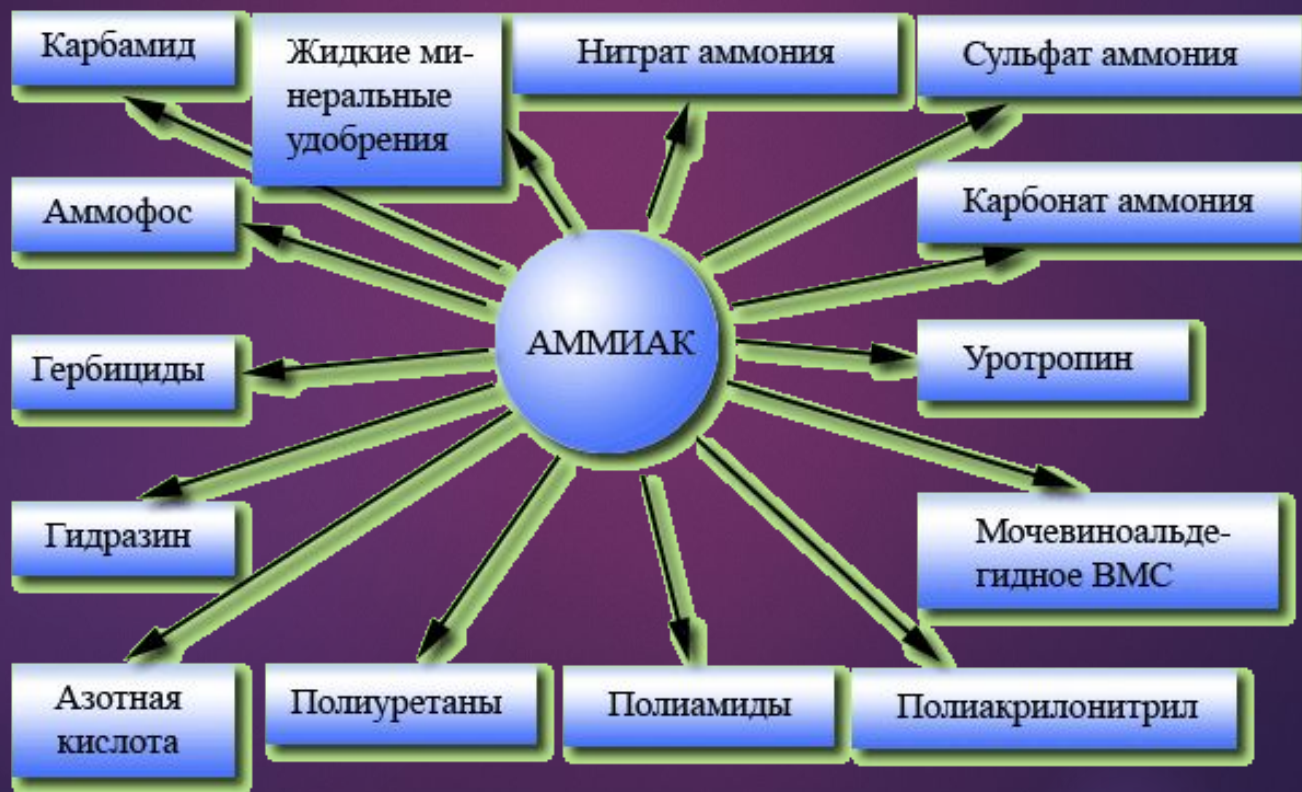 Карбамид
Жидкие ми-
неральные
удобрения
Нитрат аммония
Сульфат аммония
Аммофос
Карбонат аммония
АММИАК
Гербициды
Уротропин
Гидразин
Мочевиноальде-
гидное ВМС
Азотная
кислота
Полиуретаны
Полиамиды
Полиакрилонитрил